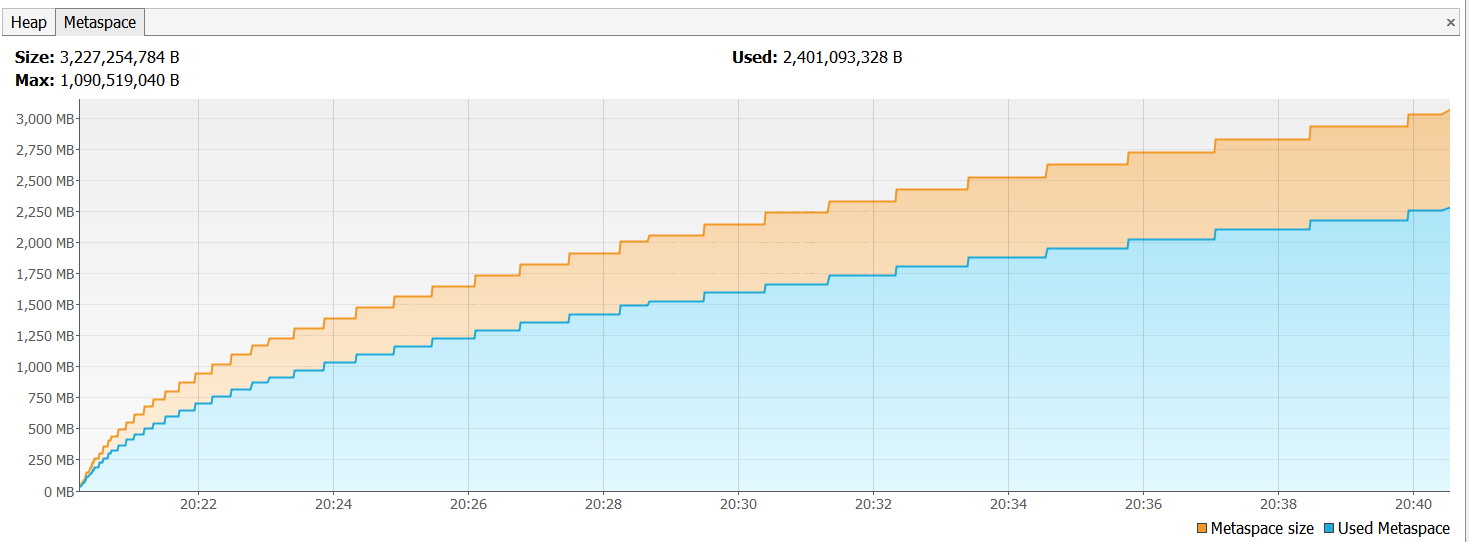 Heap Metaspace ×
Size: 3,227,254,784 B Used: 2,401,093,328 B
Max: 1,090,519,040 B
3,000 MB
2,750 MB
2,500 MB
2,250 MB
2,000 MB
1,750 MB
1,500 MB
1,250 MB
1,000 MB
750 MB
500 MB
250 MB
0 MB
20:22 20:24 20:26 20:28 20:30 20:32 20:34 20:36 20:38 20:40
Metaspace size Used Metaspace